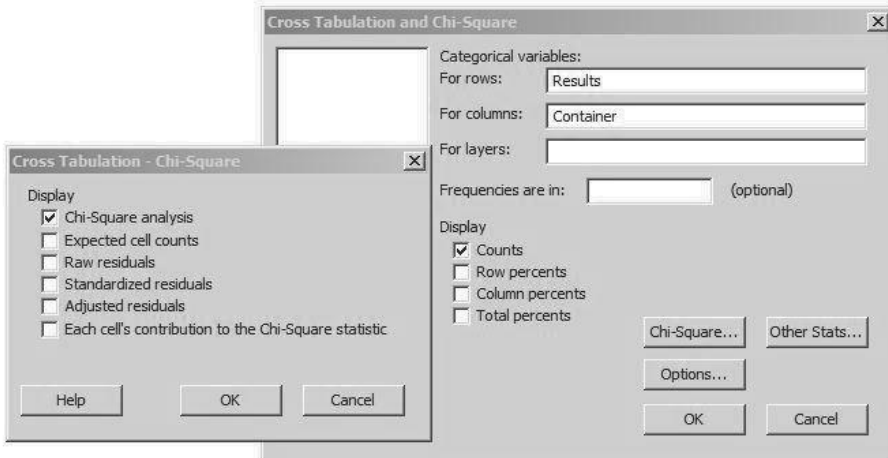 Cross Tabulation and Chi-Square
Categorical variables:
For rows: Results
For columns: Container
For layers:
Frequencies are in: (optional)
Display
Counts
Row percents
Column percents
Total percents
Chi-Square... Other Stats...
Options...
OK Cancel
Cross Tabulation - Chi-Square
Display
Chi-Square analysis
Expected cell counts
Raw residuals
Standardized residuals
Adjusted residuals
Each cell's contribution to the Chi-Square statistic
Help OK Cancel